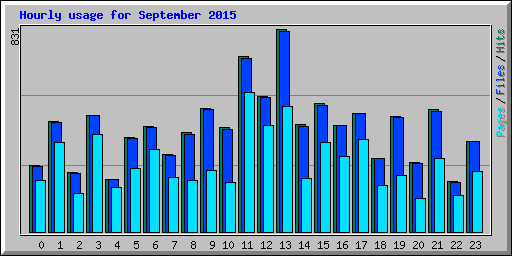 Hourly usage for September 2015
831
Pages / Files / Hits
0 1 2 3 4 5 6 7 8 9 10 11 12 13 14 15 16 17 18 19 20 21 22 23